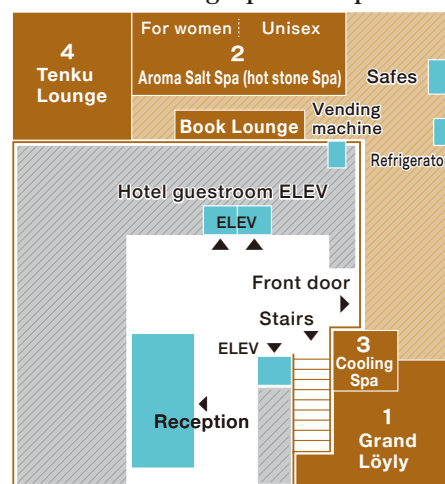 4
Tenku
Lounge
For women
Unisex
2
Aroma Salt Spa (hot stone Spa)
Safes
Vending
machine
Book Lounge
Refrigerator
Hotel guestroom ELEV
ELEV
Front door
Stairs
ELEV
3
Cooling
Spa
Reception
1
Grand
Löyly